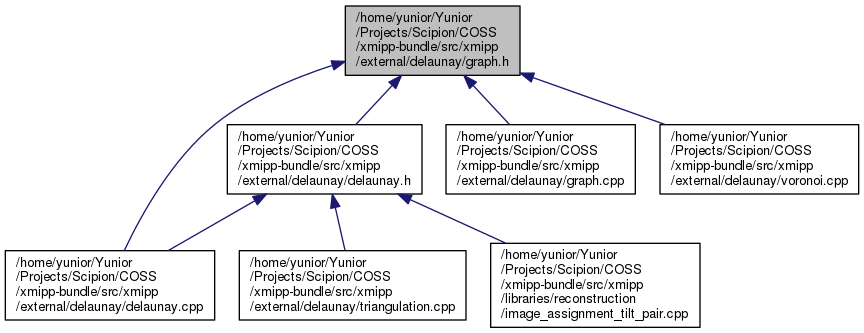 /home/yunior/Yunior
/Projects/Scipion/COSS
/xmipp-bundle/src/xmipp
/external/delaunay/graph.h
/home/yunior/Yunior
/Projects/Scipion/COSS
/xmipp-bundle/src/xmipp
/external/delaunay/delaunay.h
/home/yunior/Yunior
/Projects/Scipion/COSS
/xmipp-bundle/src/xmipp
/external/delaunay/graph.cpp
/home/yunior/Yunior
/Projects/Scipion/COSS
/xmipp-bundle/src/xmipp
/external/delaunay/voronoi.cpp
/home/yunior/Yunior
/Projects/Scipion/COSS
/xmipp-bundle/src/xmipp
/external/delaunay/delaunay.cpp
/home/yunior/Yunior
/Projects/Scipion/COSS
/xmipp-bundle/src/xmipp
/external/delaunay/triangulation.cpp
/home/yunior/Yunior
/Projects/Scipion/COSS
/xmipp-bundle/src/xmipp
/libraries/reconstruction
/image_assignment_tilt_pair.cpp